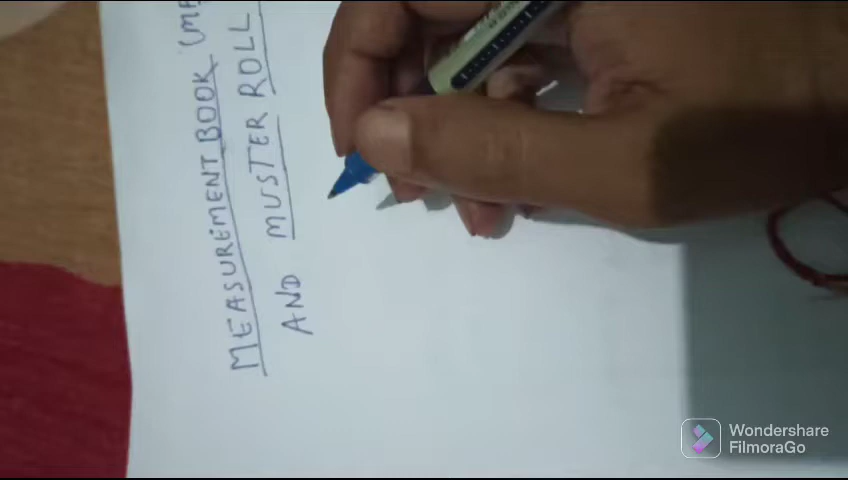 MEASUREMENT BOOK (MB
AND MUSTER ROLL
Wondershare
FilmoraGo